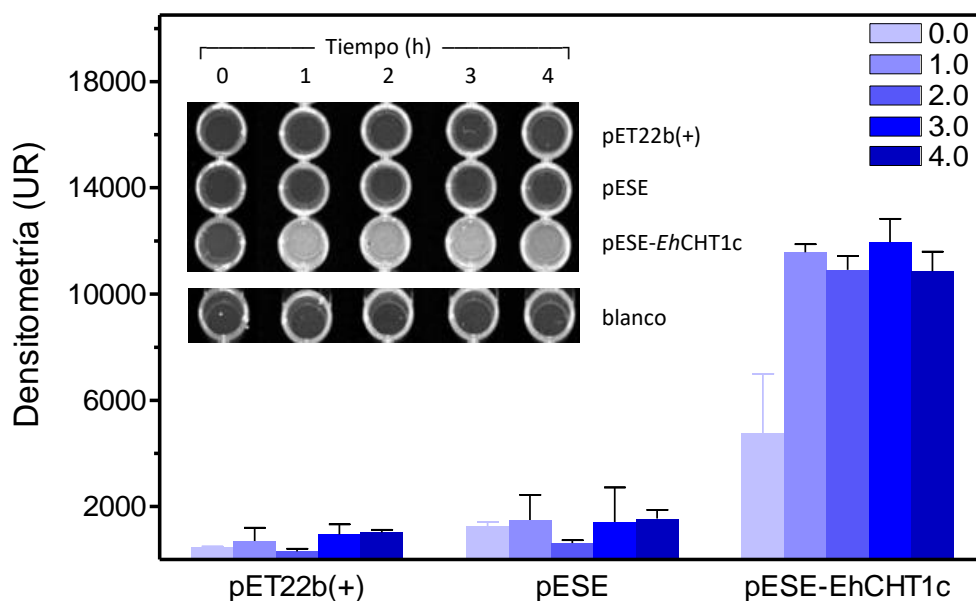 Tiempo (h)
0 1 2 3 4
pET22b(+)
pESE
pESE-EhCHT1c
blanco
0.0
1.0
2.0
3.0
4.0
Densitometría (UR)
18000
14000
10000
6000
2000
pET22b(+) pESE pESE-EhCHT1c